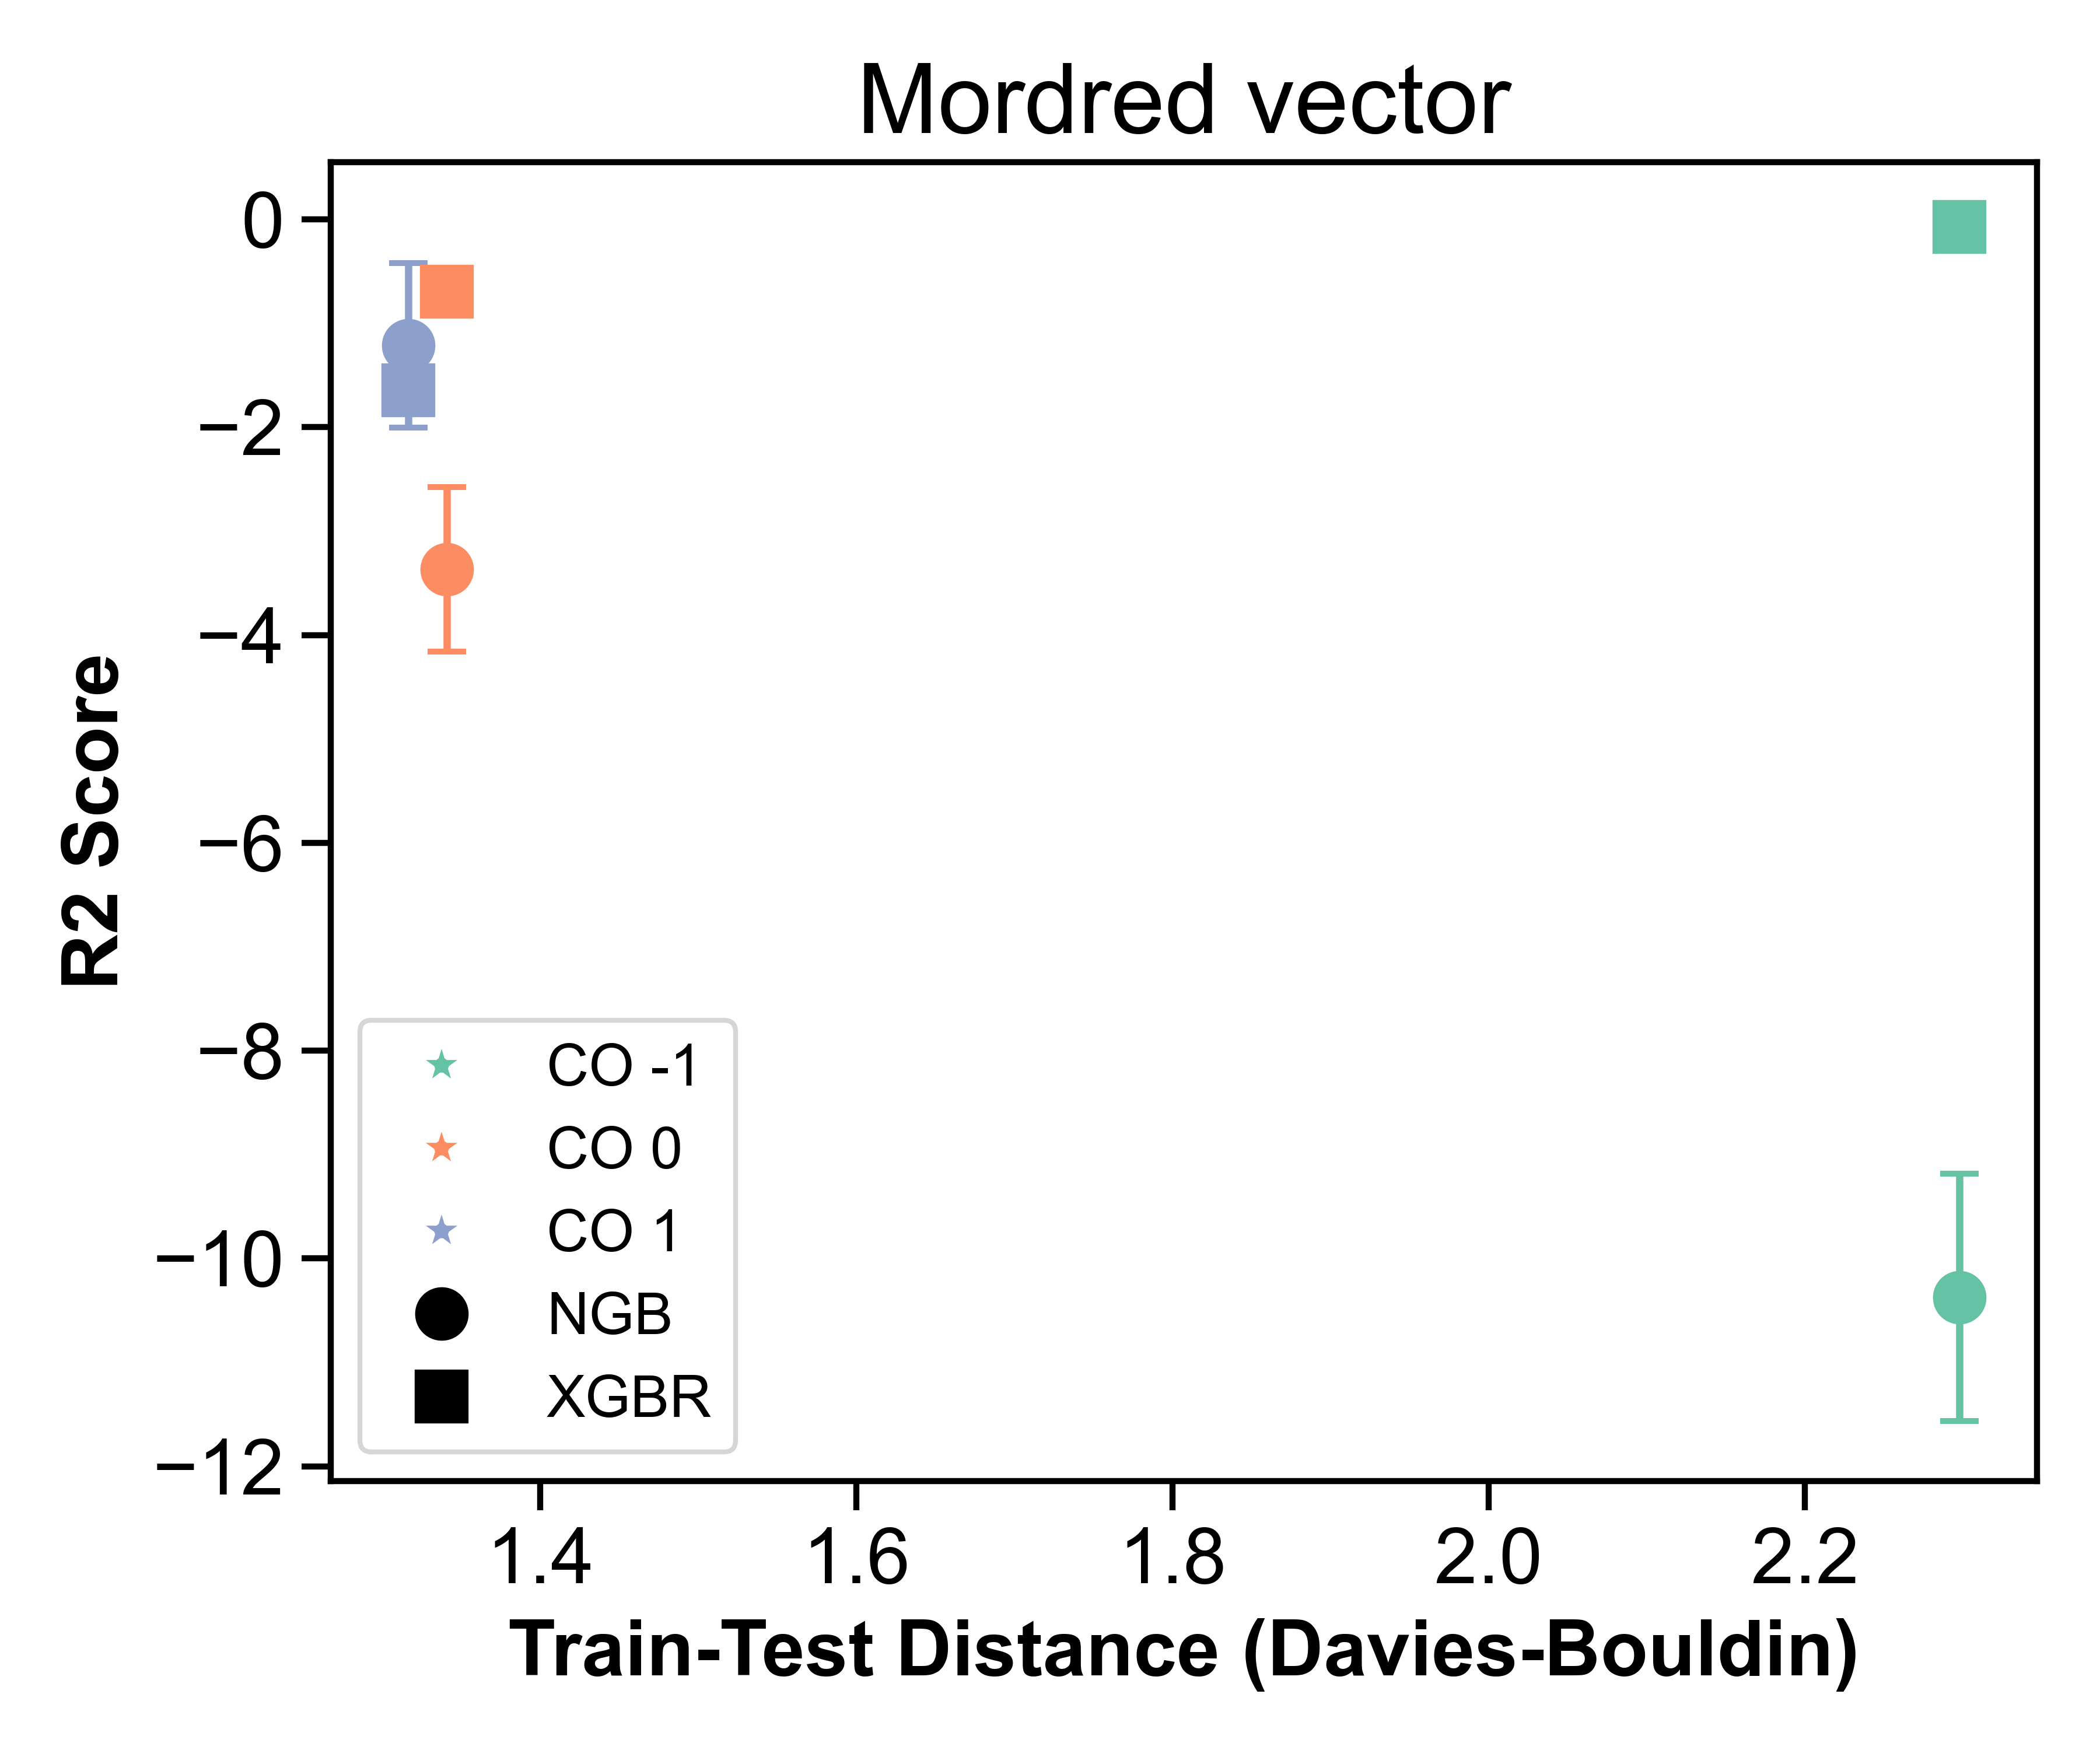 Mordred vector
R2 Score
0
−2
−4
−6
−8
−10
−12
CO -1
CO 0
CO 1
NGB
XGBR
1.4 1.6 1.8 2.0 2.2
Train-Test Distance (Davies-Bouldin)